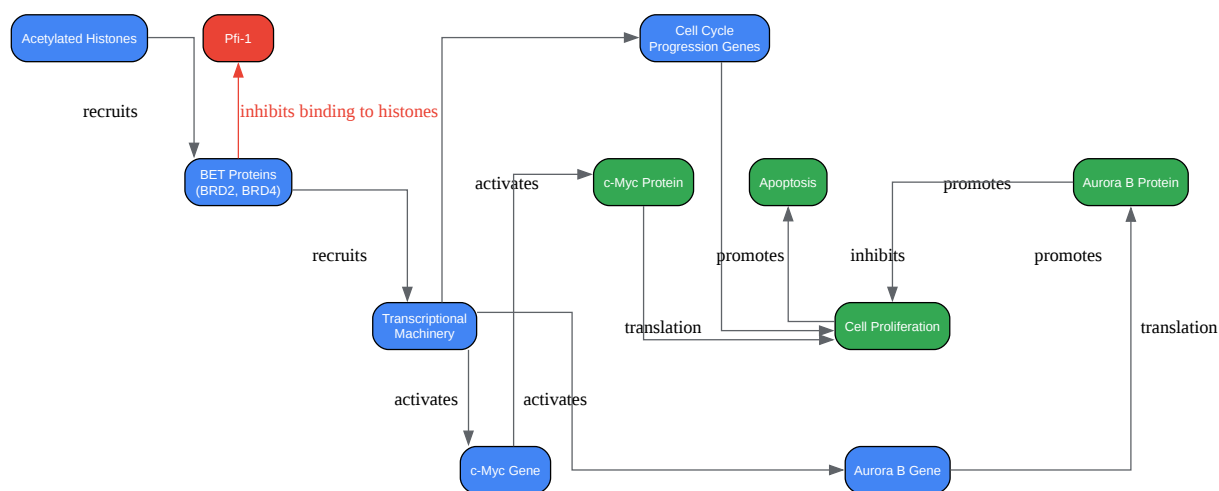 Acetylated Histones
Pfi-1
Cell Cycle
Progression Genes
recruits
inhibits binding to histones
BET Proteins
(BRD2, BRD4)
activates
c-Myc Protein
Apoptosis
promotes
Aurora B Protein
recruits
promotes
inhibits
promotes
Transcriptional
Machinery
translation
Cell Proliferation
translation
activates
activates
c-Myc Gene
Aurora B Gene